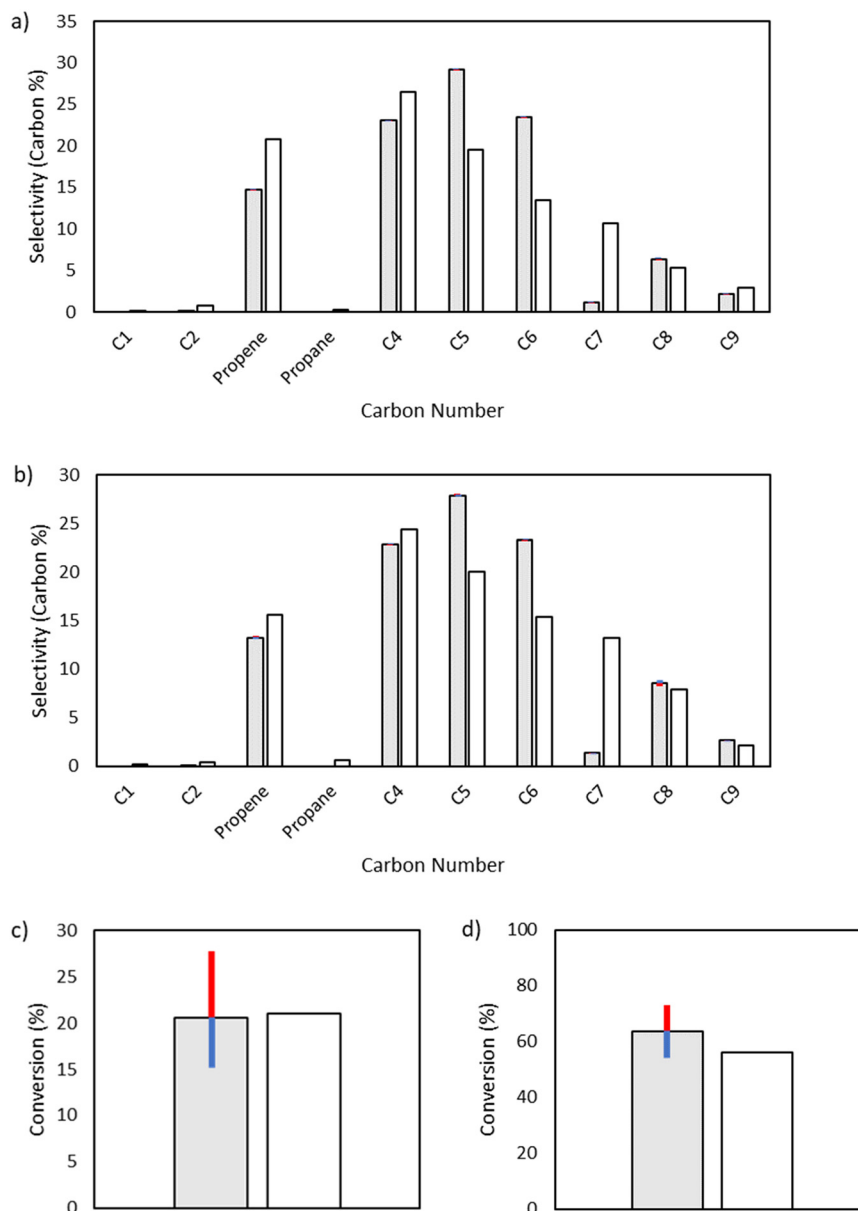 a)
Selectivity (Carbon %)
35
30
25
20
15
10
5
0
C1
C2
Propene
Propane
C4
C5
C6
C7
C8
C9
Carbon Number
b)
Selectivity (Carbon %)
30
25
20
15
10
5
0
C1
C2
Propene
Propane
C4
C5
C6
C7
C8
C9
Carbon Number
c)
Conversion (%)
30
25
20
15
10
5
0
d)
Conversion (%)
100
80
60
40
20
0